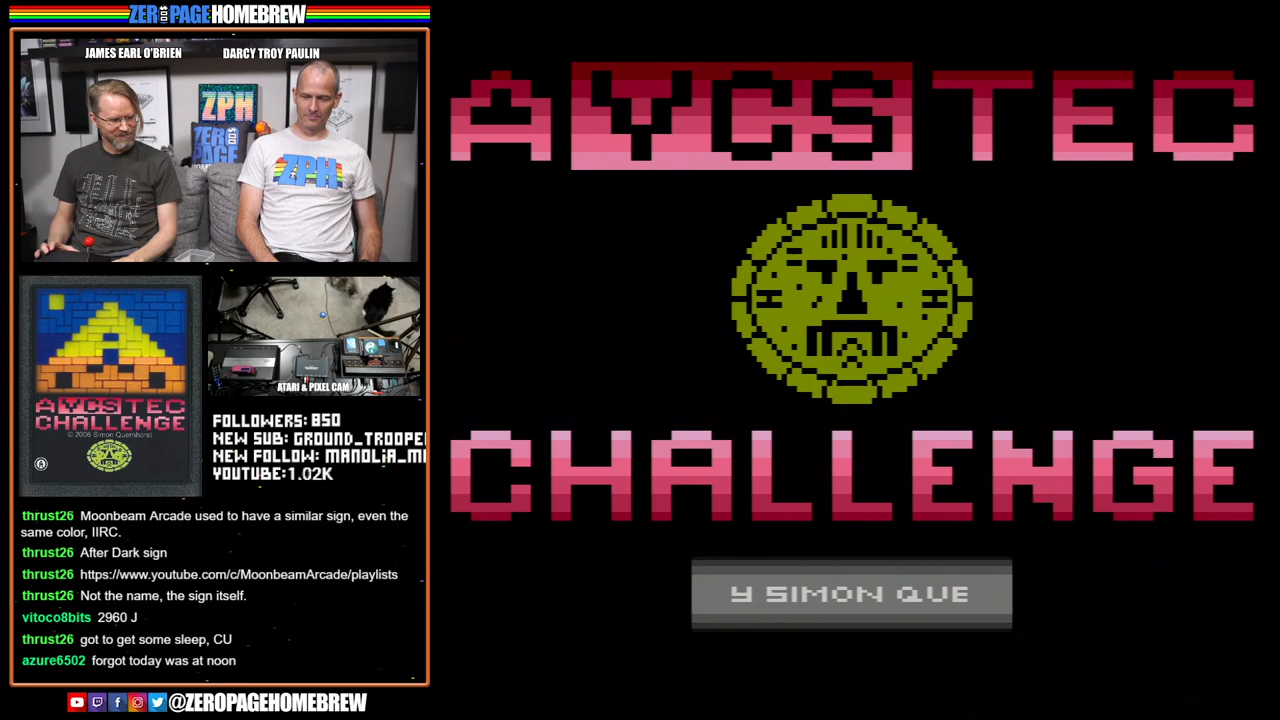 ZEROPAGEHOMEBREW
JAMES EARL O'BRIEN
DARCY TROY PAULIN
ZPH
ZERO
PAGE
ZPH
AYCSTEC
CHALLENGE
© 2006 Simon Quernhorst
ATARI & PIXEL CAM
FOLLOWERS: 850
NEW SUB: GROUND_TROOPE
NEW FOLLOW: MANOLIA_M
YOUTUBE:1.02K
thrust26 Moonbeam Arcade used to have a similar sign, even the
same color, IIRC.
thrust26 After Dark sign
thrust26 https://www.youtube.com/c/MoonbeamArcade/playlists
thrust26 Not the name, the sign itself.
vitoco8bits 2960 J
thrust26 got to get some sleep, CU
azure6502 forgot today was at noon
@ZEROPAGEHOMEBREW
AYCSTEC
CHALLENGE
Y SIMON QUE